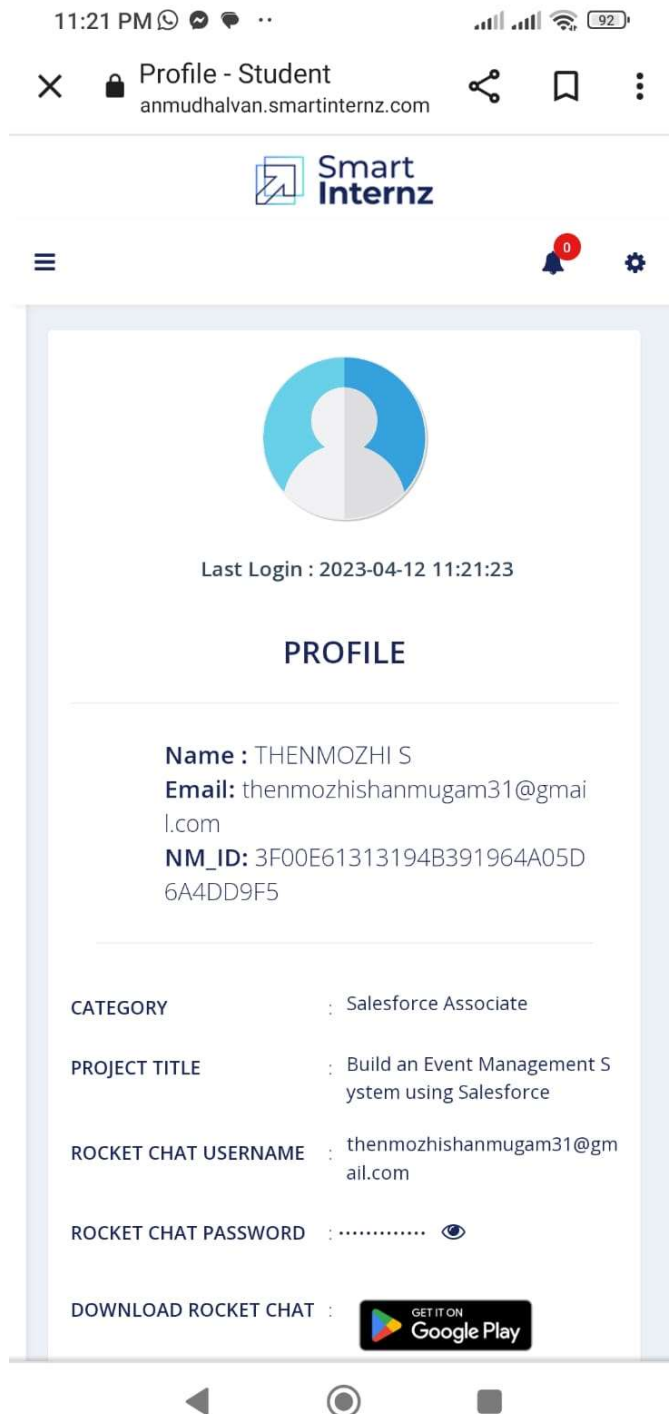 11:21 PM
92
Profile - Student
anmudhalvan.smartinternz.com
Smart
Internz
0
Last Login : 2023-04-12 11:21:23
PROFILE
Name : THENMOZHI S
Email: thenmozhishanmugam31@gmai
l.com
NM_ID: 3F00E61313194B391964A05D
6A4DD9F5
CATEGORY : Salesforce Associate
PROJECT TITLE : Build an Event Management S
ystem using Salesforce
ROCKET CHAT USERNAME : thenmozhishanmugam31@gm
ail.com
ROCKET CHAT PASSWORD : •••••••••••••
DOWNLOAD ROCKET CHAT :
GET IT ON
Google Play